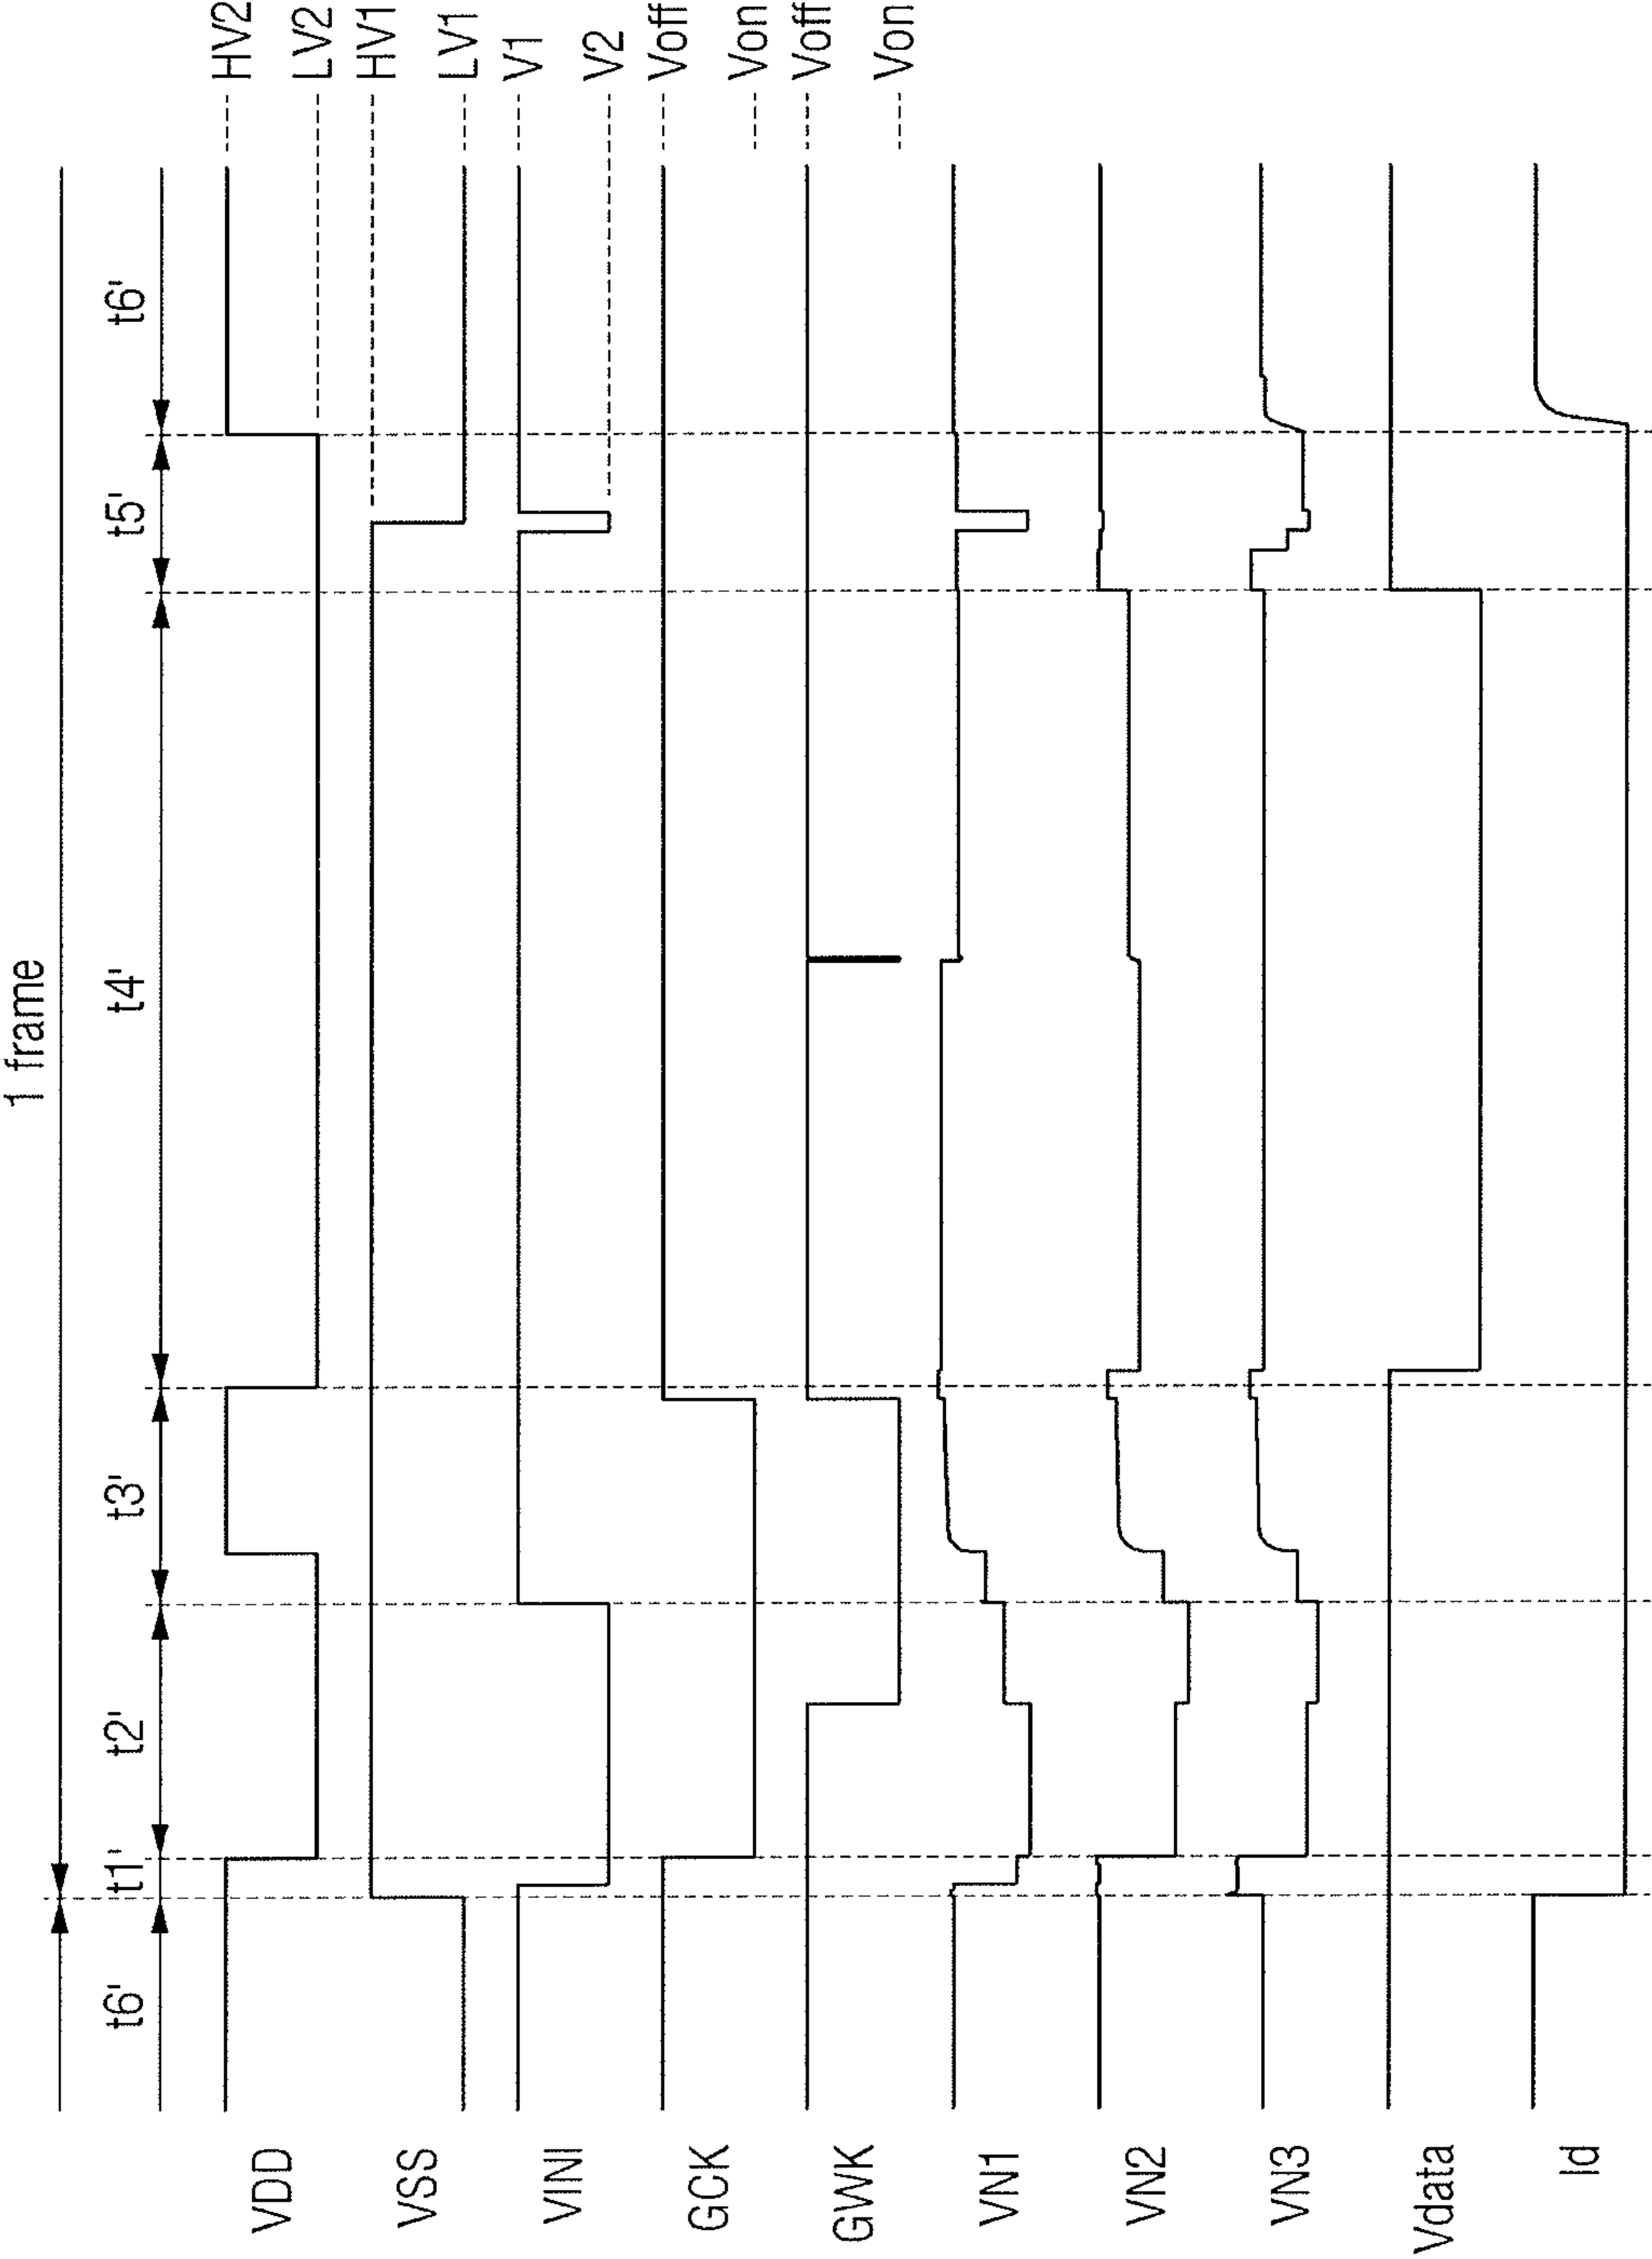 1 frame
t6'
t1'
t2'
t3'
t4'
t5'
t6'
VDD
HV2
LV2
VSS
HV1
LV1
VINI
V1
V2
GCK
Voff
Von
GWK
Voff
Von
VN1
VN2
VN3
Vdata
Id